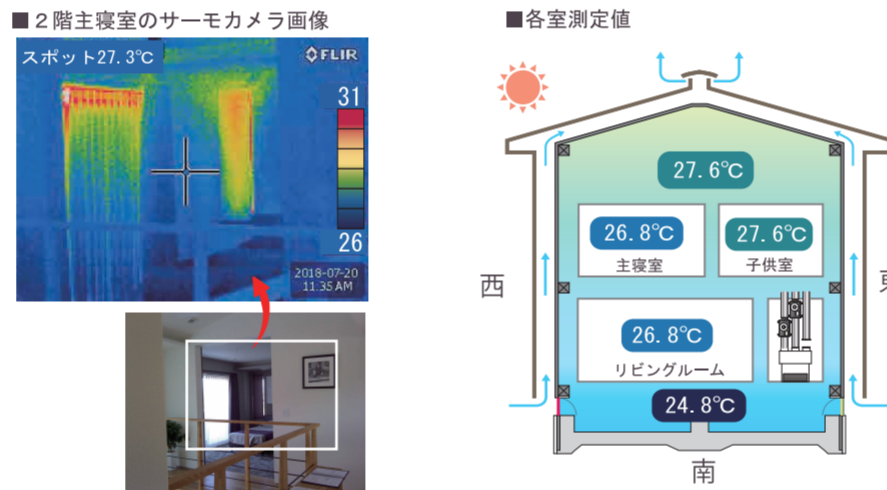 ■２階主寝室のサーモカメラ画像
スポット27.3℃
FLIR
31
26
2018-07-20
11:35AM
■各室測定値
27.6℃
26.8℃
主寝室
27.6℃
子供室
西
26.8℃
リビングルーム
24.8℃
南